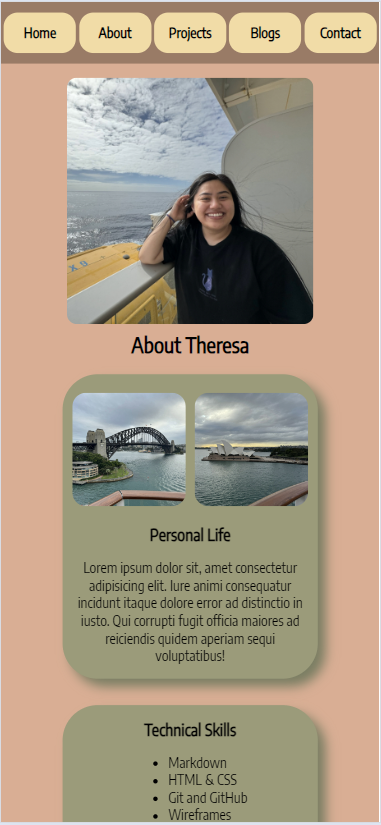 Home About Projects Blogs Contact
About Theresa
Personal Life
Lorem ipsum dolor sit, amet consectetur
adipisicing elit. Iure animi consequatur
incidunt itaque dolore error ad distinctio in
iusto. Qui corrupti fugit officia maiores ad
reiciendis quidem aperiam sequi
voluptatibus!
Technical Skills
• Markdown
• HTML & CSS
• Git and GitHub
• Wireframes